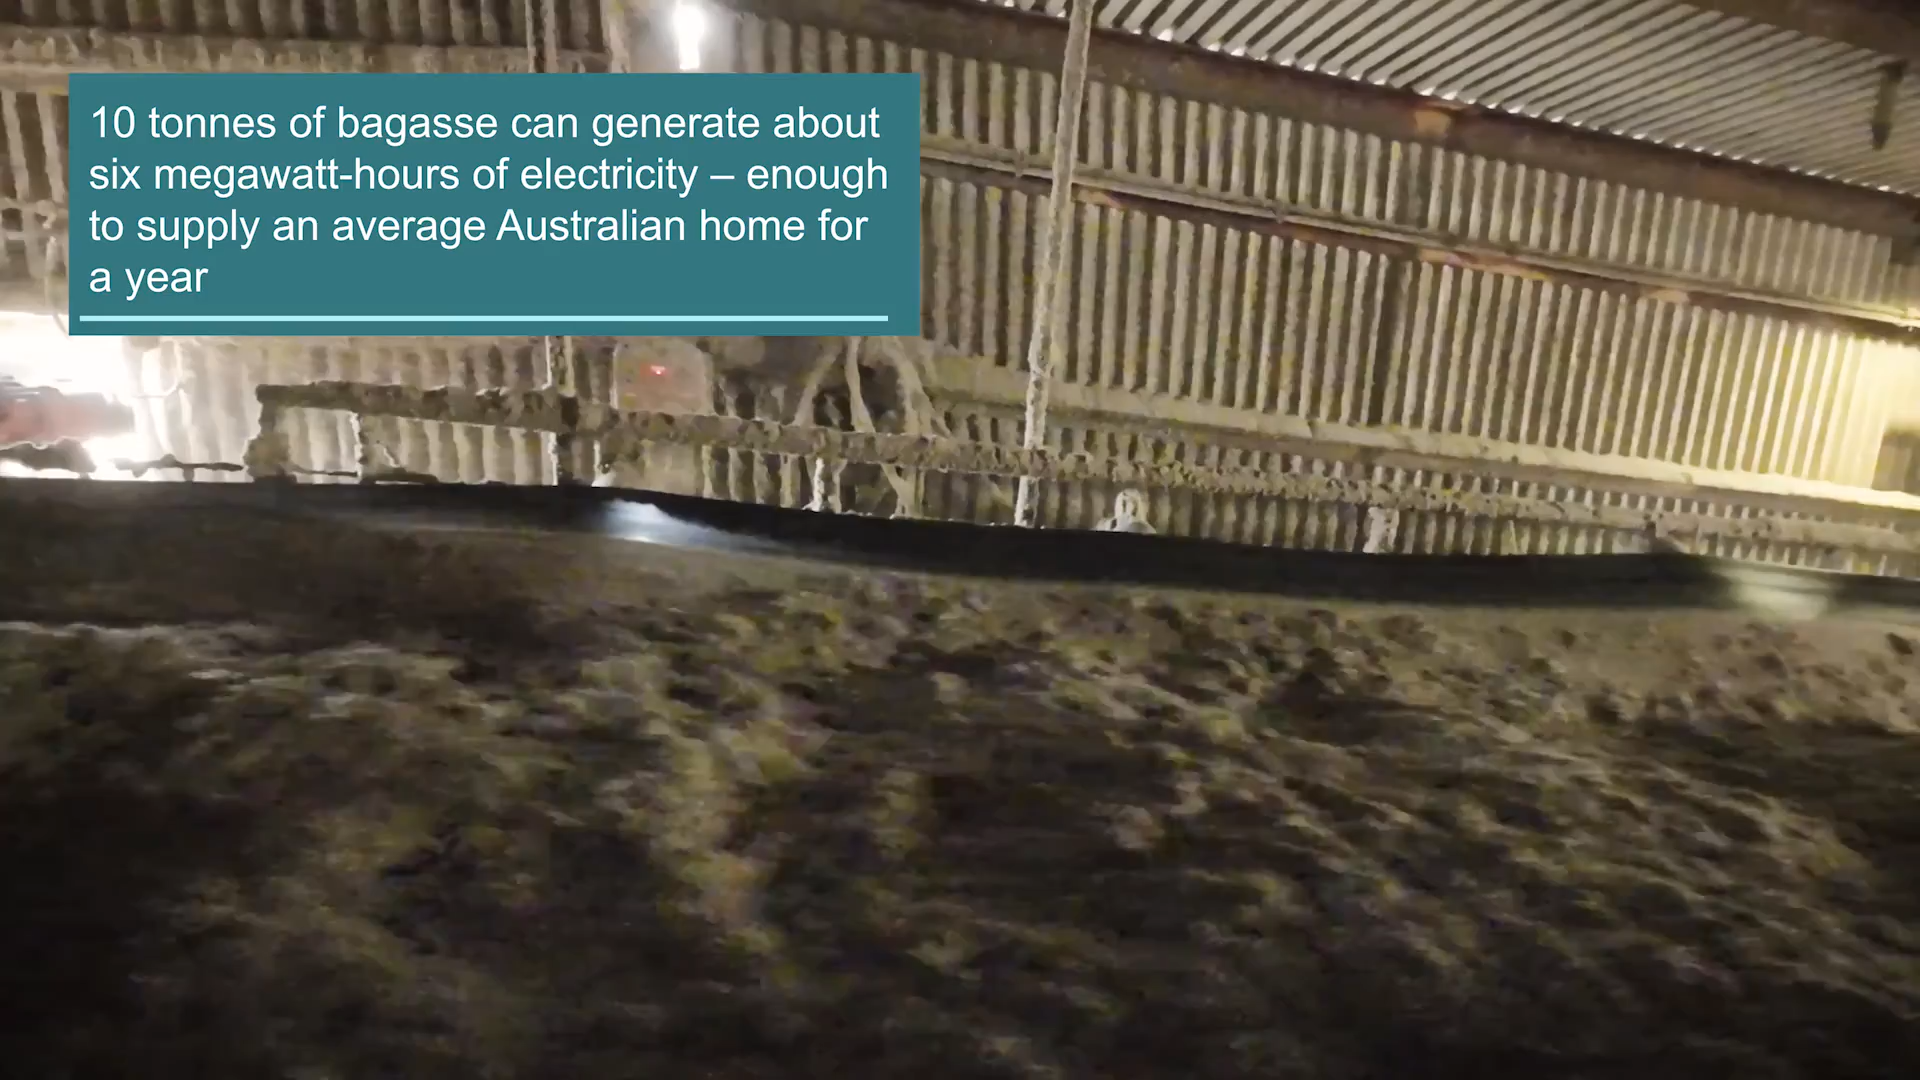 10 tonnes of bagasse can generate about
six megawatt-hours of electricity – enough
to supply an average Australian home for
a year